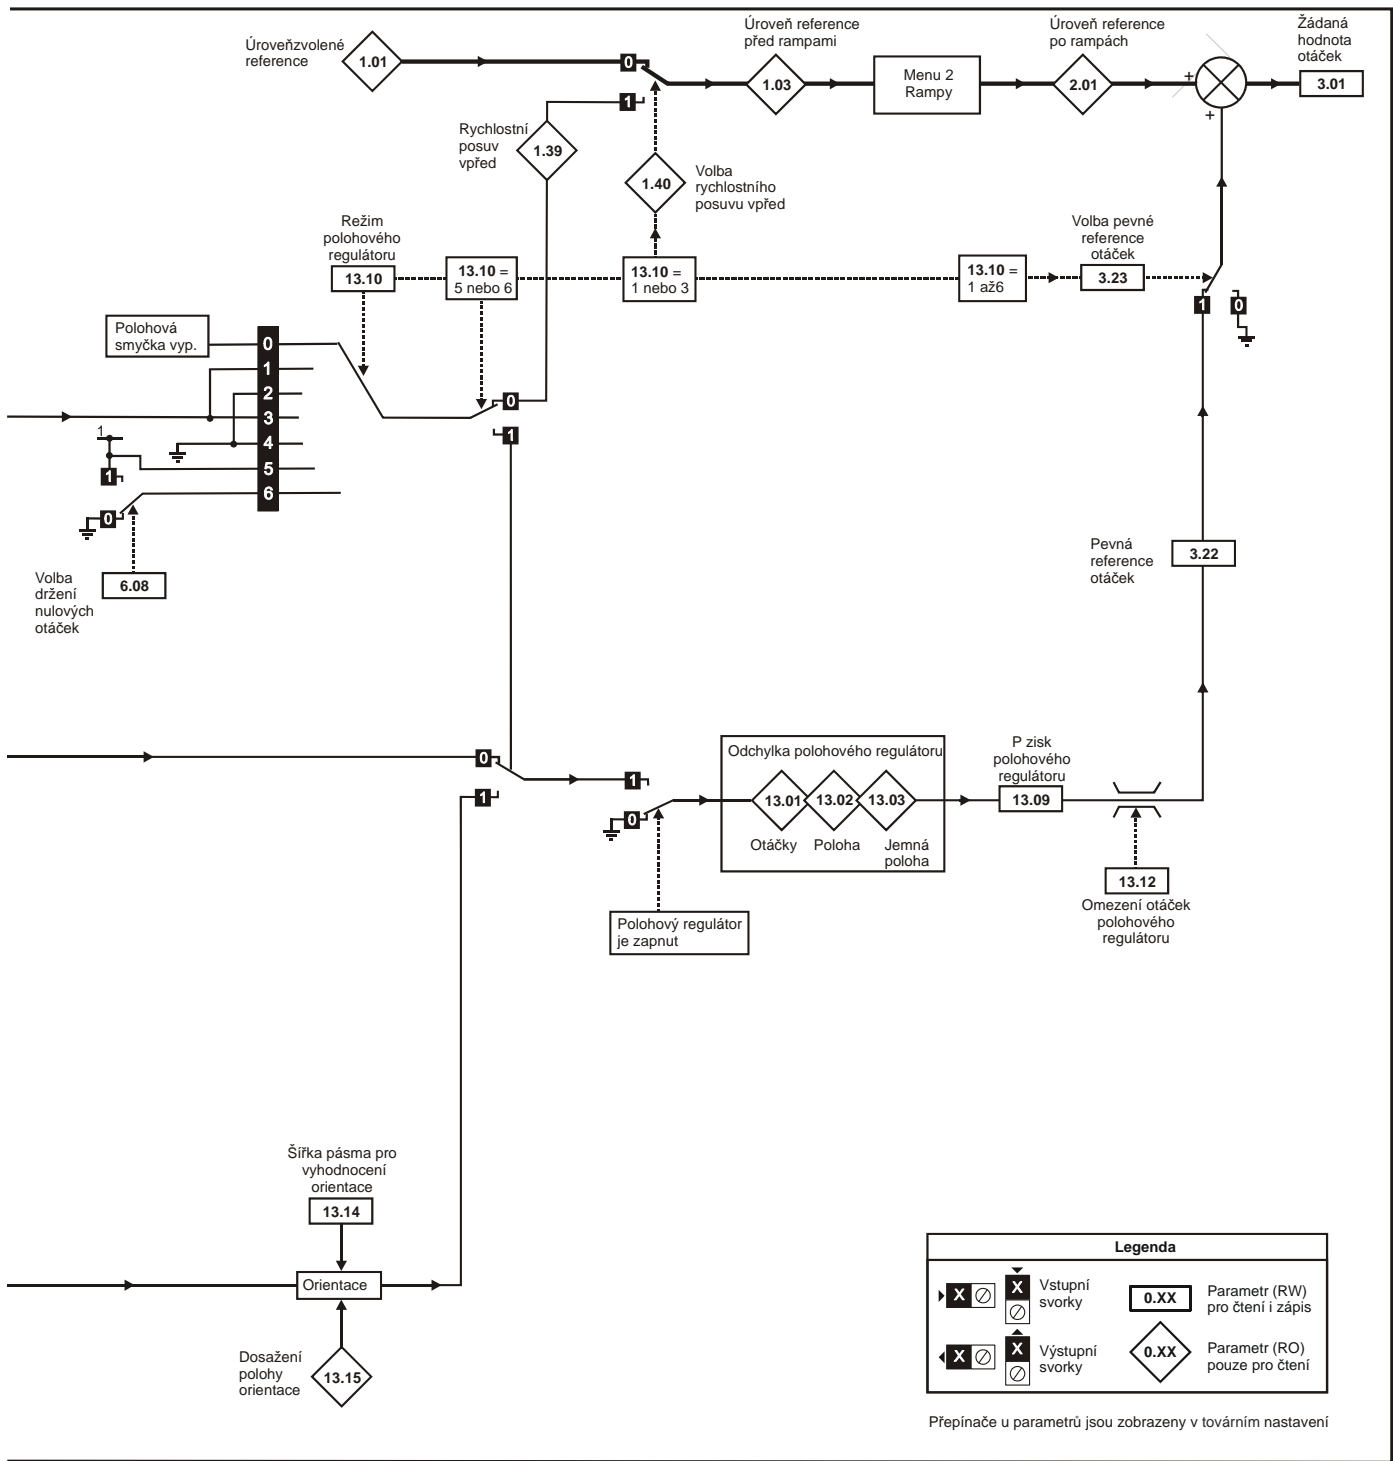 Úroveňzvolené
reference
1.01
0
1
Úroveň reference
před rampami
1.03
Menu 2
Rampy
Úroveň reference
po rampách
2.01
+
+
Žádaná
hodnota
otáček
3.01
Rychlostní
posuv
vpřed
1.39
1.40
Volba
rychlostního
posuvu vpřed
Režim
polohového
regulátoru
13.10
13.10 =
5 nebo 6
13.10 =
1 nebo 3
13.10 =
1 až6
Volba pevné
reference
otáček
3.23
1
0
Polohová
smyčka vyp.
0
1
2
3
4
5
6
0
1
1
1
0
Volba
držení
nulových
otáček
6.08
Pevná
reference
otáček
3.22
0
1
1
0
Odchylka polohového regulátoru
13.01
13.02
13.03
Otáčky
Poloha
Jemná
poloha
P zisk
polohového
regulátoru
13.09
13.12
Omezení otáček
polohového
regulátoru
Polohový regulátor
je zapnut
Šířka pásma pro
vyhodnocení
orientace
13.14
Orientace
Dosažení
polohy
orientace
13.15
Legenda
X
X
Vstupní
svorky
0.XX
Parametr (RW)
pro čtení i zápis
X
X
Výstupní
svorky
0.XX
Parametr (RO)
pouze pro čtení
Přepínače u parametrů jsou zobrazeny v továrním nastavení